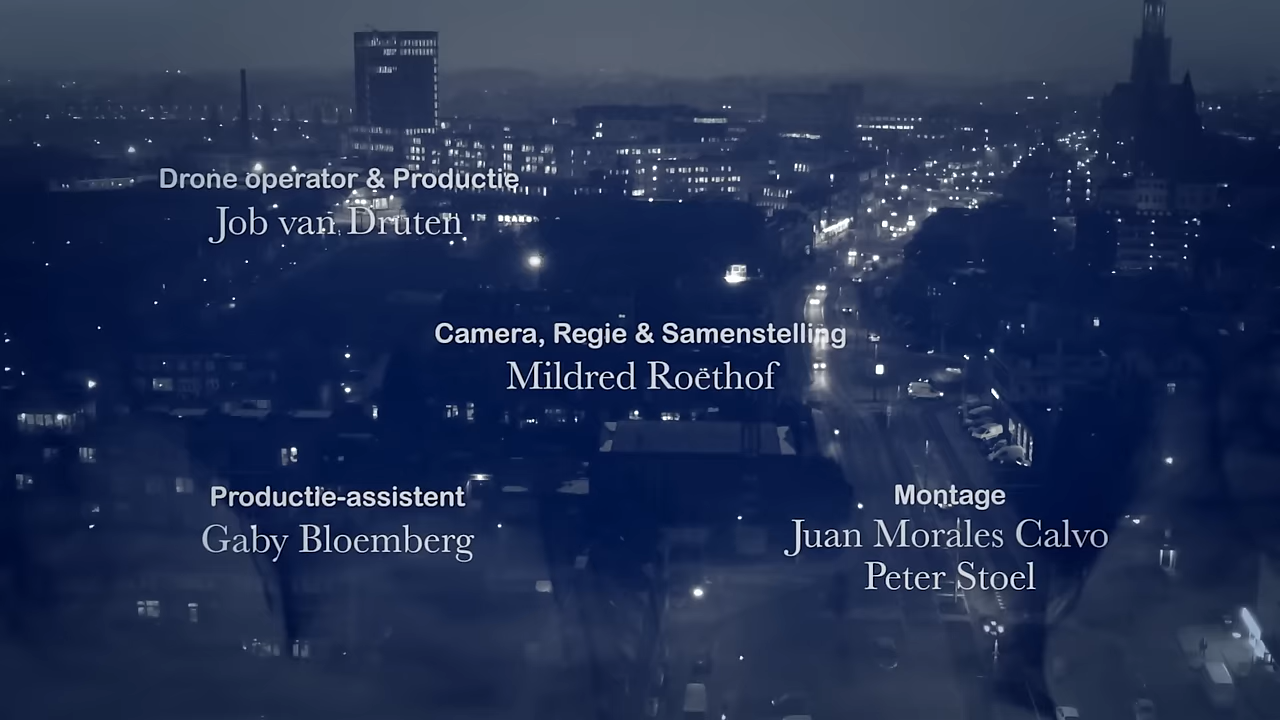 Drone operator & Productie
Job van Druten
Camera, Regie & Samenstelling
Mildred Roëthof
Productie-assistent
Gaby Bloemberg
Montage
Juan Morales Calvo
Peter Stoel